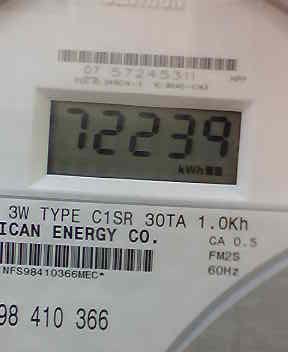 07 57245311
72239
kWh
3W TYPE C1SR 30TA 1.0Kh
ICAN ENERGY CO.
CA 0.5
FM2S
60Hz
NFS98410366MEC*
98 410 366